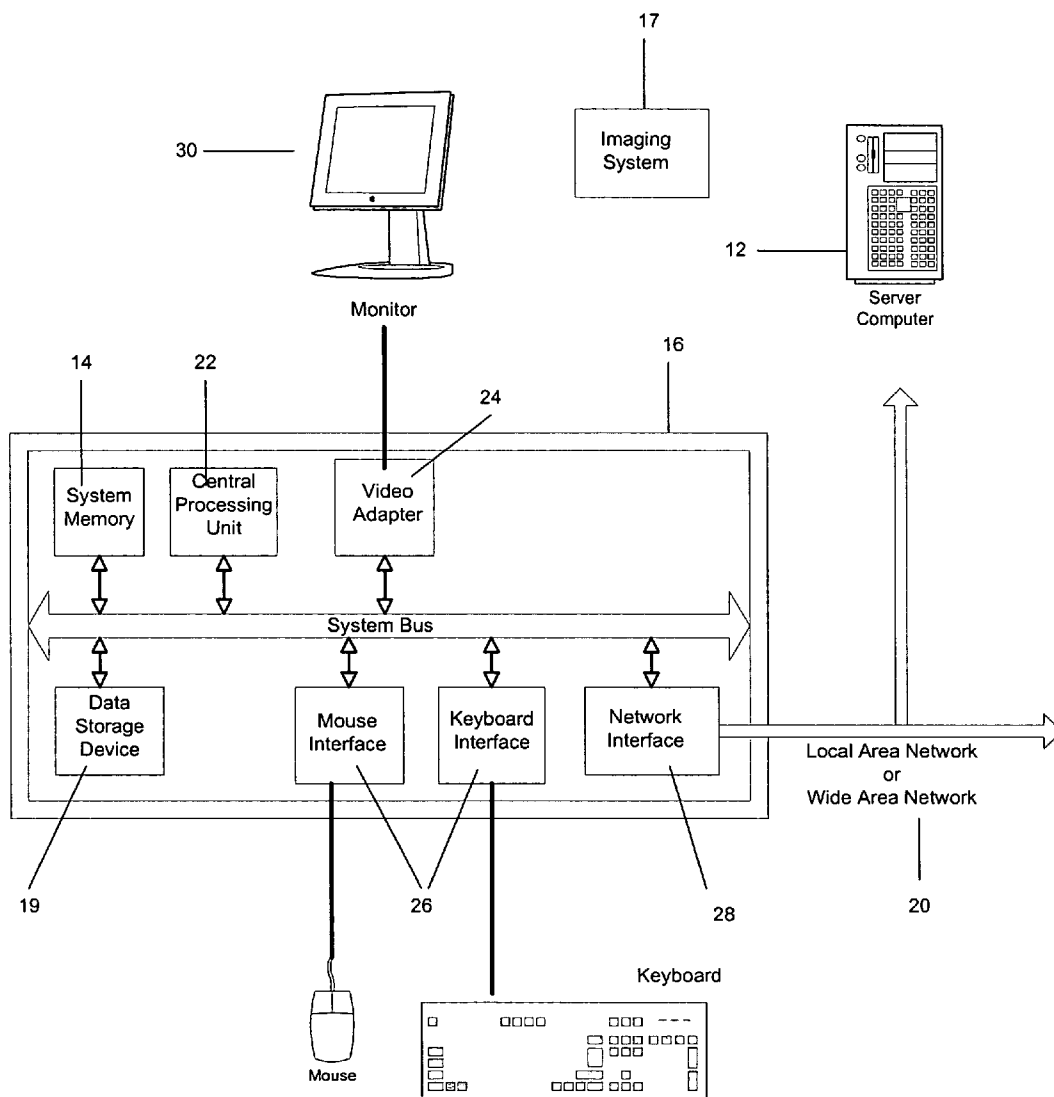 17
30
Imaging
System
12
Server
Computer
Monitor
14
22
24
16
System
Memory
Central
Processing
Unit
Video
Adapter
System Bus
Data
Storage
Device
Mouse
Interface
Keyboard
Interface
Network
Interface
Local Area Network
or
Wide Area Network
19
26
28
20
Keyboard
Mouse